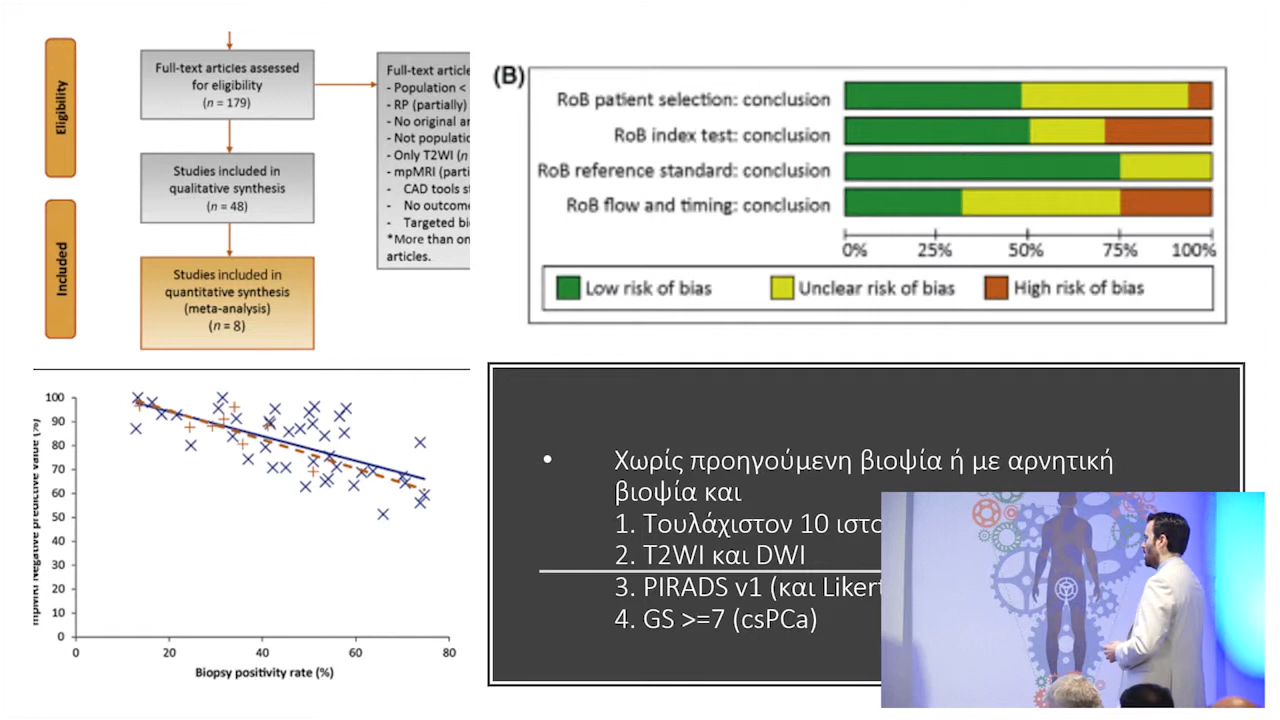 Eligibility
Full-text articles assessed
for eligibility
(n = 179)
Studies included in
qualitative synthesis
(n = 48)
Included
Studies included in
quantitative synthesis
(meta-analysis)
(n = 8)
Full-text article
- Population <
- RP (partially)
- No original
- Not
- Only T2WI (n
- mpMRI
- CAD tools
- No outcome
- Targeted
*More than
articles.
(B)
RoB patient selection: conclusion
RoB index test: conclusion
RoB reference standard: conclusion
RoB flow and timing: conclusion
0% 25% 50% 75% 100%
Low risk of bias Unclear risk of bias High risk of bias
mpMRI Negative predictive value (%)
100
90
80
70
60
50
40
30
20
10
0
0 20 40 60 80
Biopsy positivity rate (%)
• Χωρίς προηγούμενη βιοψία ή με αρνητική
βιοψία και
1. Τουλάχιστον 10
2. T2WI και DWI
3. PIRADS v1 (και Likert
4. GS >=7 (csPCa)